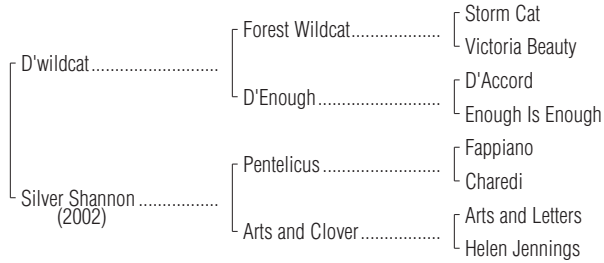 Storm Cat
Forest Wildcat....................
Victoria Beauty
D'wildcat............................
D'Accord
D'Enough...........................
Enough Is Enough
Fappiano
Pentelicus..........................
Charedi
Silver Shannon.................
(2002)
Arts and Letters
Arts and Clover..................
Helen Jennings